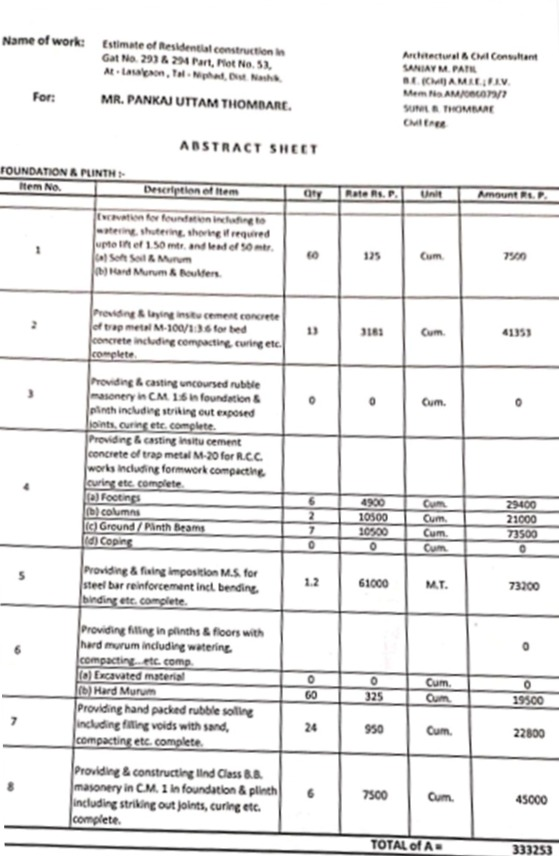 Name of work:
Estimate of Residential construction in
Gat No. 293 & 294 Part, Plot No. 53,
At - Lasalgaon, Tal - Niphad, Dist. Nashik.
Architectural & Civil Consultant
SANJAY M. PATIL
B.E. (Civil) A.M.I.E.; F.I.V.
Mem No.AM/086079/7
SUNIL B. THOMBARE
Civil Engg.
For: MR. PANKAJ UTTAM THOMBARE.
ABSTRACT SHEET
FOUNDATION & PLINTH :-
Item No. Description of Item Qty Rate Rs. P. Unit Amount Rs. P.
1
Excavation for foundation including to
watering, shutering, shoring if required
upto lift of 1.50 mtr. and lead of 50 mtr.
(a) Soft Soil & Murum
(b) Hard Murum & Boulders.
60 125 Cum. 7500
2
Providing & laying insitu cement concrete
of trap metal M-100/1:3:6 for bed
concrete including compacting, curing etc.
complete.
13 3181 Cum. 41353
3
Providing & casting uncoursed rubble
masonery in C.M. 1:6 in foundation &
plinth including striking out exposed
joints, curing etc. complete.
0 0 Cum. 0
4
Providing & casting insitu cement
concrete of trap metal M-20 for R.C.C.
works including formwork compacting,
curing etc. complete.
(a) Footings 6 4900 Cum. 29400
(b) columns 2 10500 Cum. 21000
(c) Ground / Plinth Beams 7 10500 Cum. 73500
(d) Coping 0 0 Cum. 0
5
Providing & fixing imposition M.S. for
steel bar reinforcement incl. bending,
binding etc. complete.
1.2 61000 M.T. 73200
6
Providing filling in plinths & floors with
hard murum including watering,
compacting...etc. comp.
0
(a) Excavated material 0 0 Cum. 0
(b) Hard Murum 60 325 Cum. 19500
7
Providing hand packed rubble soiling
including filling voids with sand,
compacting etc. complete.
24 950 Cum. 22800
8
Providing & constructing IInd Class B.B.
masonery in C.M. 1 in foundation & plinth
including striking out joints, curing etc.
complete.
6 7500 Cum. 45000
TOTAL of A = 333253